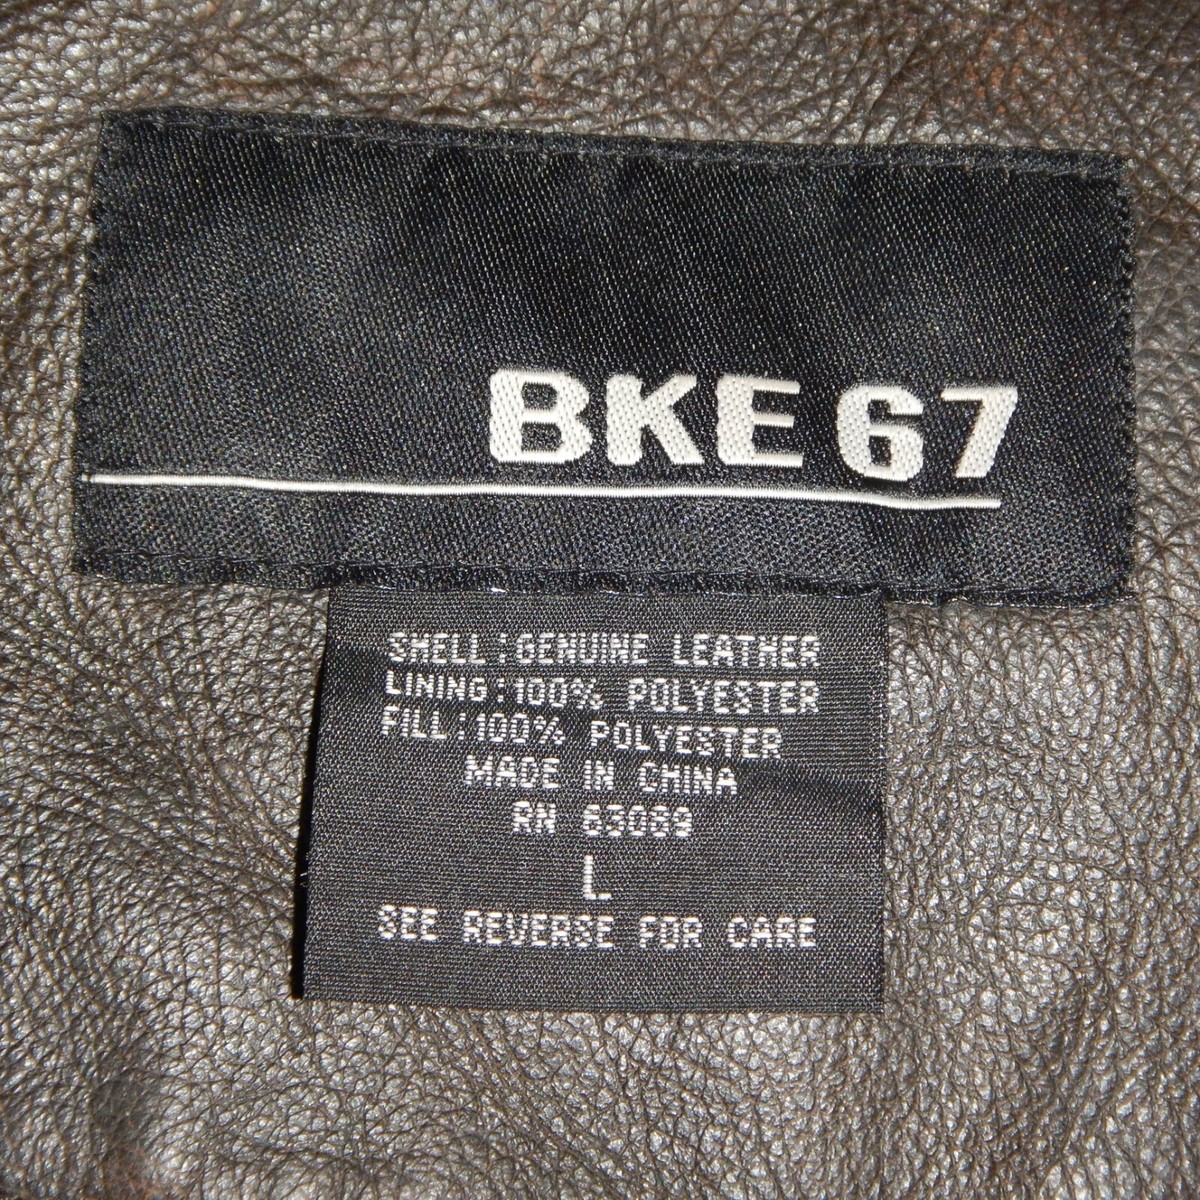 BKE 67
SHELL:GENUINE LEATHER
LINING:100% POLYESTER
FILL:100% POLYESTER
MADE IN CHINA
RN 63089
L
SEE REVERSE FOR CARE